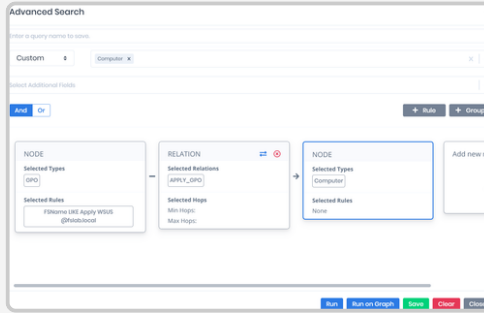 Advanced Search
Enter a query name to save.
Custom
Computer ×
Select Additional Fields
And Or
+ Rule + Group
NODE
Selected Types
GPO
Selected Rules
FSName LIKE Apply WSUS
@fslab.local
RELATION
Selected Relations
APPLY_GPO
Selected Hops
Min Hops:
Max Hops:
NODE
Selected Types
Computer
Selected Rules
None
Add new
Run Run on Graph Save Clear Close